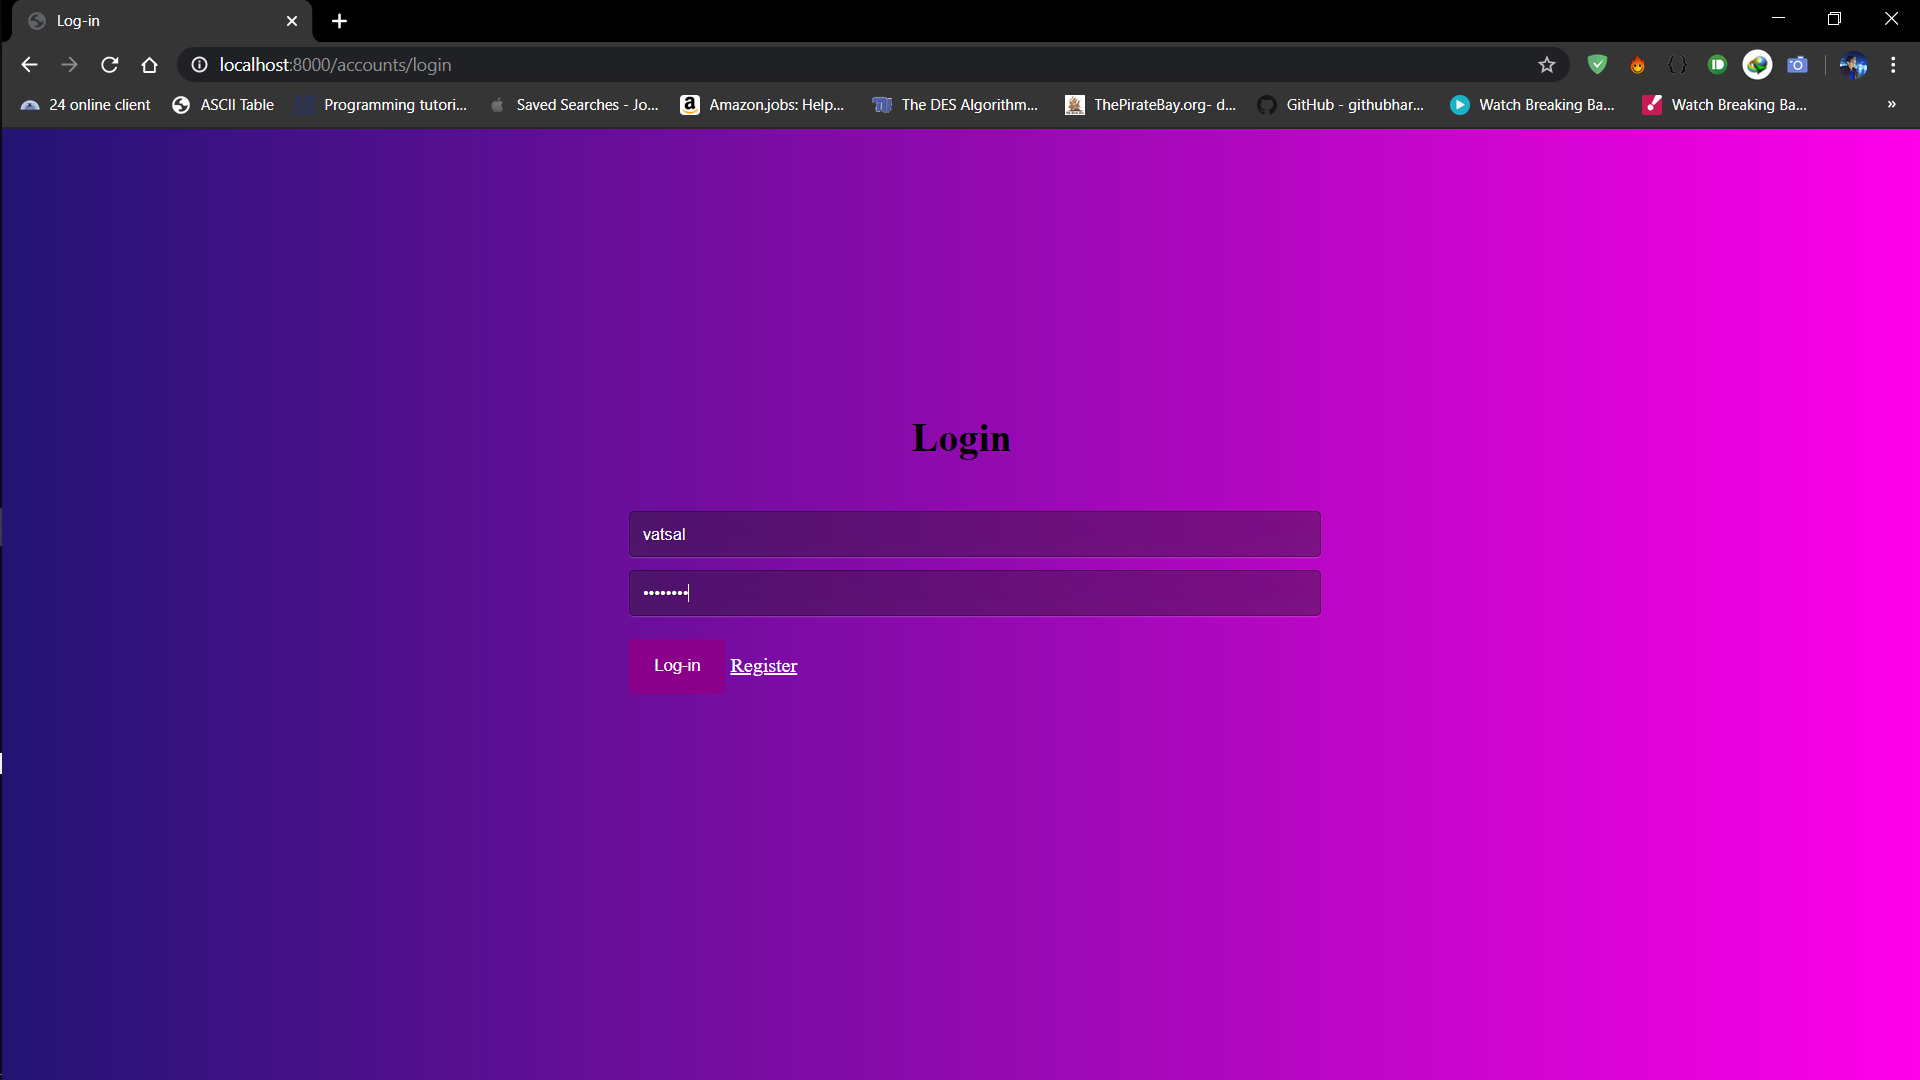 Log-in
localhost:8000/accounts/login
24 online client
ASCII Table
Programming tutori...
Saved Searches - Jo...
Amazon.jobs: Help...
The DES Algorithm...
ThePirateBay.org- d...
GitHub - githubhar...
Watch Breaking Ba...
Watch Breaking Ba...
»
Login
vatsal
••••••••
Log-in Register